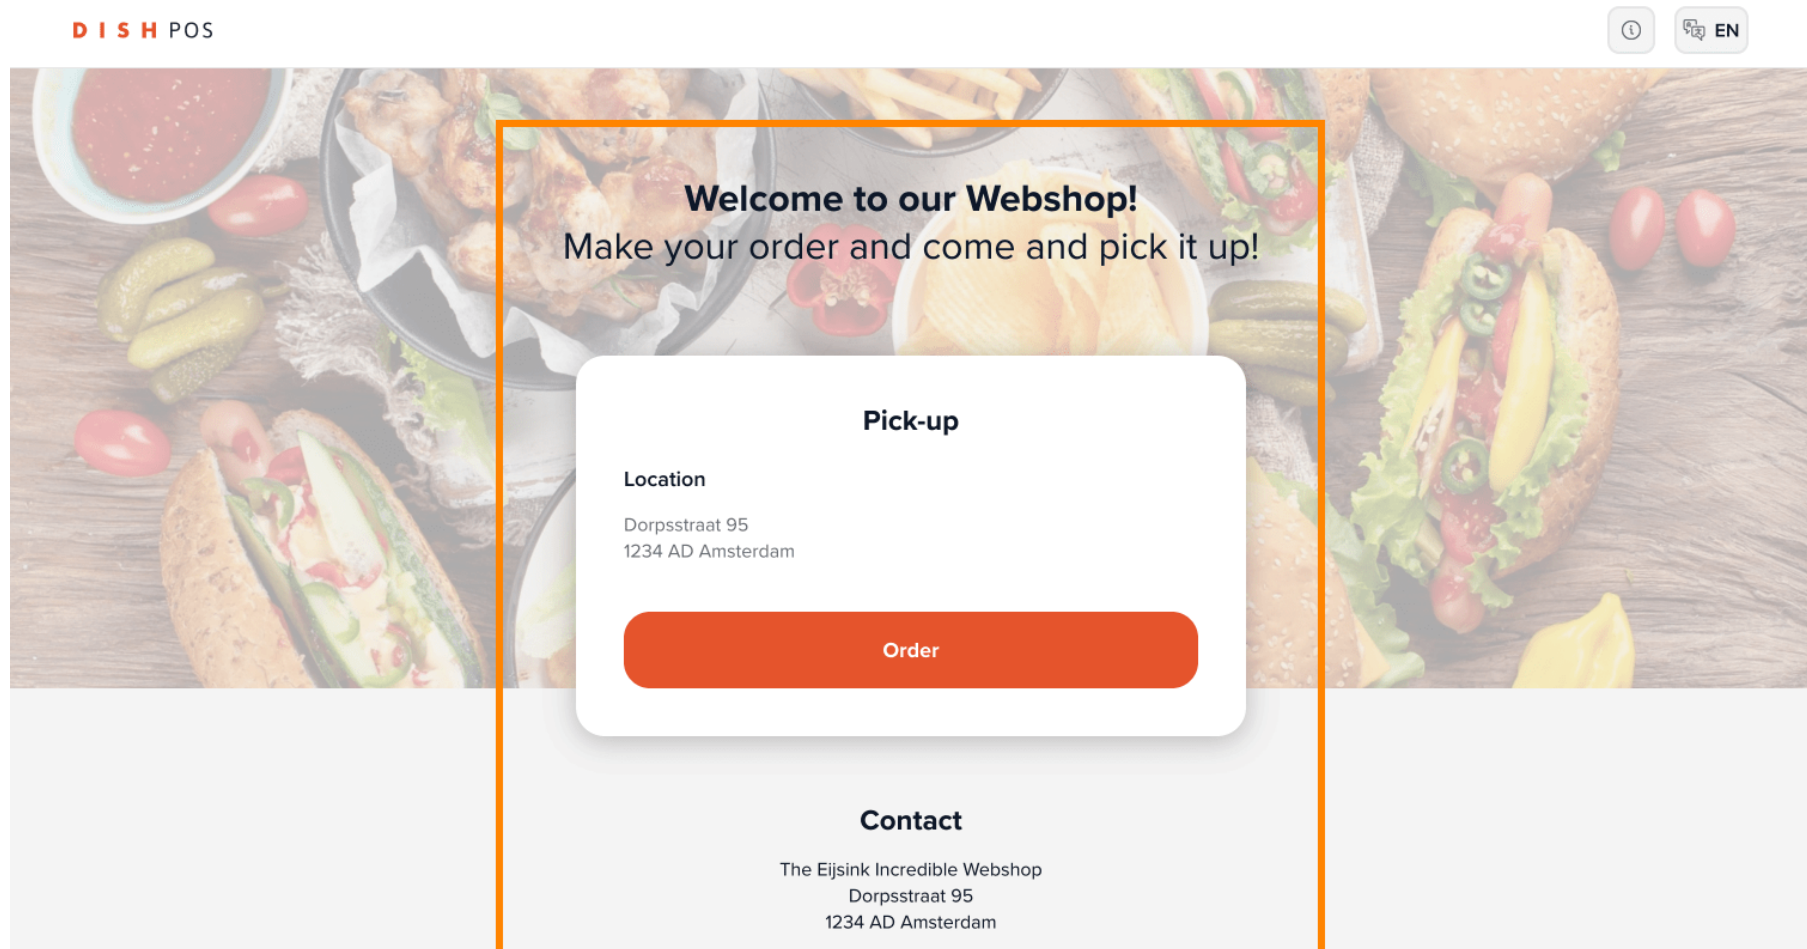 DISH POS
EN
Welcome to our Webshop!
Make your order and come and pick it up!
Pick-up
Location
Dorpsstraat 95
1234 AD Amsterdam
Order
Contact
The Eijsink Incredible Webshop
Dorpsstraat 95
1234 AD Amsterdam